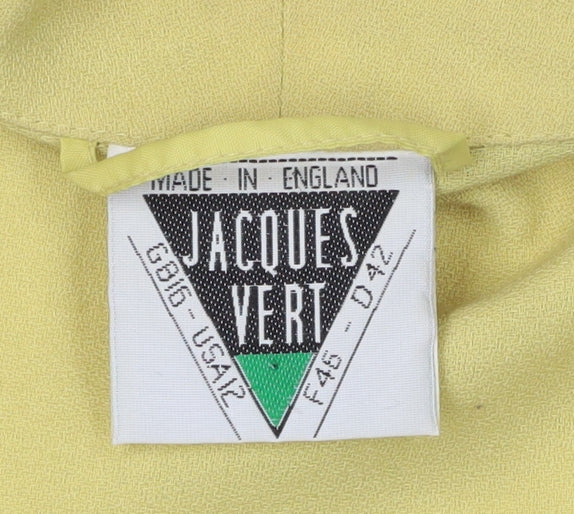 MADE · IN · ENGLAND
JACQUES
VERT
GB16 - USA12
F46 - D42